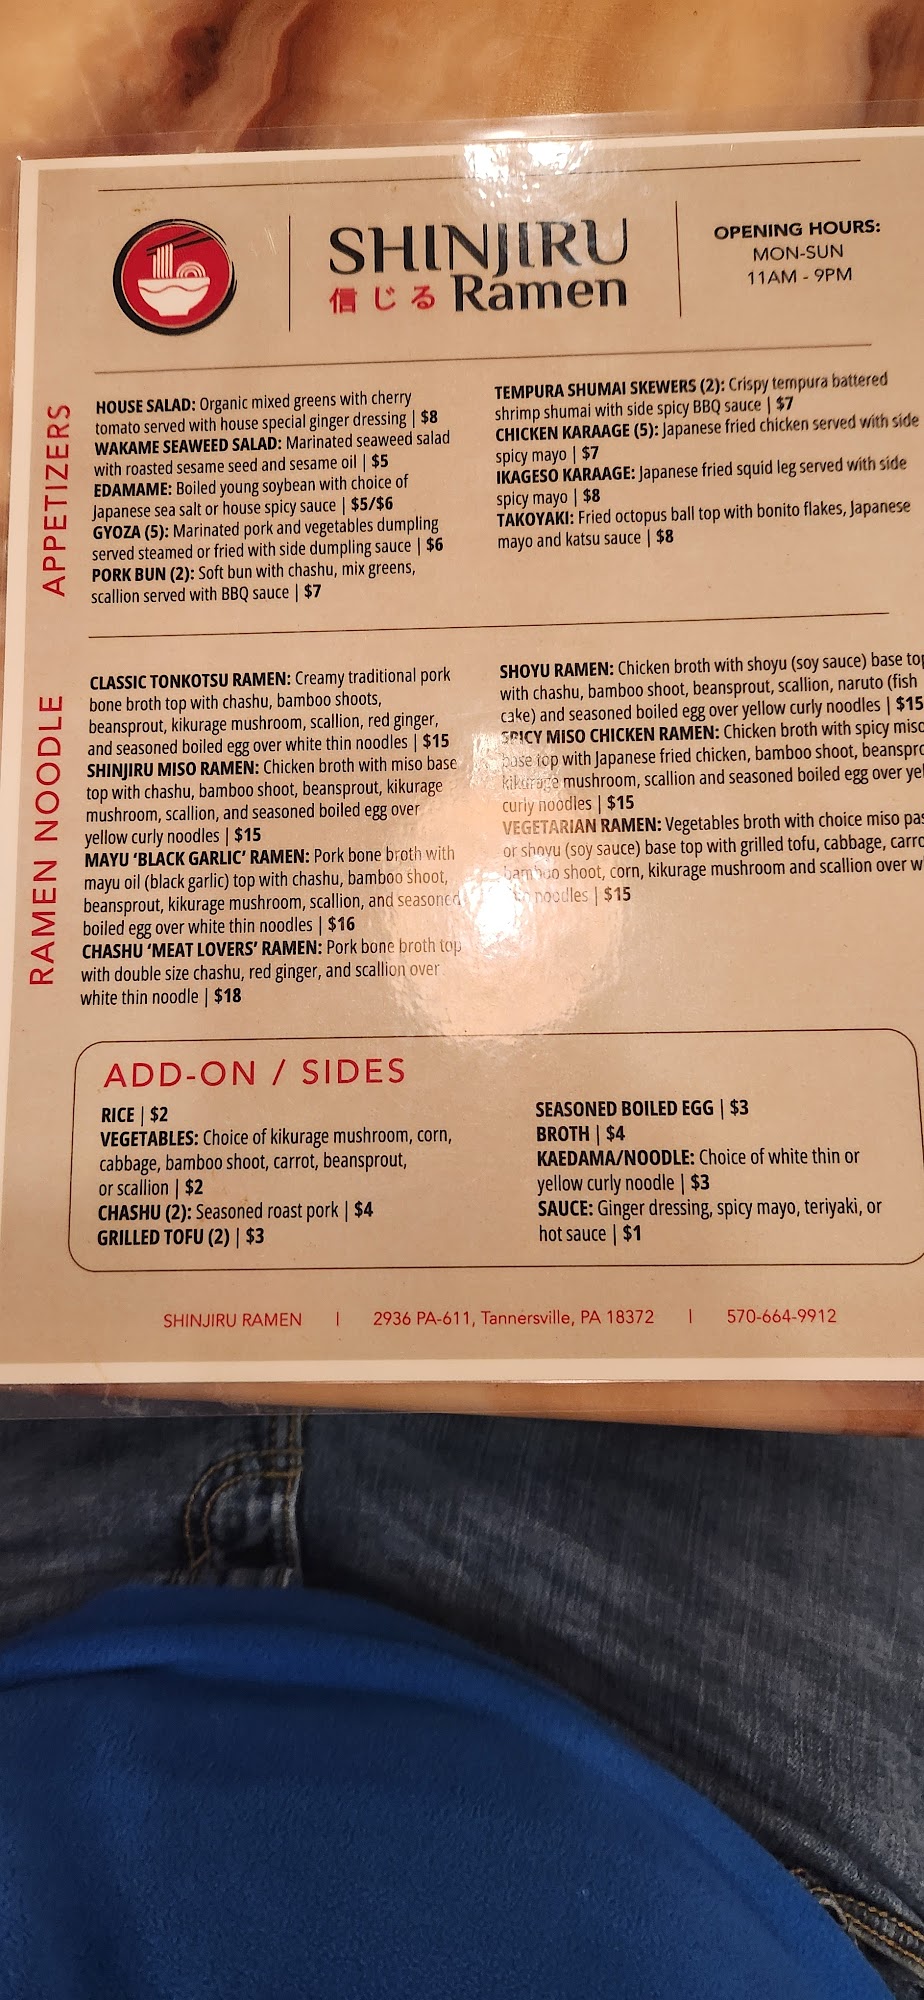 SHINJIRU
信じる Ramen
OPENING HOURS:
MON-SUN
11AM - 9PM
APPETIZERS
HOUSE SALAD: Organic mixed greens with cherry
tomato served with house special ginger dressing | $8
WAKAME SEAWEED SALAD: Marinated seaweed salad
with roasted sesame seed and sesame oil | $5
EDAMAME: Boiled young soybean with choice of
Japanese sea salt or house spicy sauce | $5/$6
GYOZA (5): Marinated pork and vegetables dumpling
served steamed or fried with side dumpling sauce | $6
PORK BUN (2): Soft bun with chashu, mix greens,
scallion served with BBQ sauce | $7
TEMPURA SHUMAI SKEWERS (2): Crispy tempura battered
shrimp shumai with side spicy BBQ sauce | $7
CHICKEN KARAAGE (5): Japanese fried chicken served with side
spicy mayo | $7
IKAGESO KARAAGE: Japanese fried squid leg served with side
spicy mayo | $8
TAKOYAKI: Fried octopus ball top with bonito flakes, Japanese
mayo and katsu sauce | $8
RAMEN NOODLE
CLASSIC TONKOTSU RAMEN: Creamy traditional pork
bone broth top with chashu, bamboo shoots,
beansprout, kikurage mushroom, scallion, red ginger,
and seasoned boiled egg over white thin noodles | $15
SHINJIRU MISO RAMEN: Chicken broth with miso base
top with chashu, bamboo shoot, beansprout, kikurage
mushroom, scallion, and seasoned boiled egg over
yellow curly noodles | $15
MAYU 'BLACK GARLIC' RAMEN: Pork bone broth with
mayu oil (black garlic) top with chashu, bamboo shoot,
beansprout, kikurage mushroom, scallion, and seasoned
boiled egg over white thin noodles | $16
CHASHU 'MEAT LOVERS' RAMEN: Pork bone broth top
with double size chashu, red ginger, and scallion over
white thin noodle | $18
SHOYU RAMEN: Chicken broth with shoyu (soy sauce) base top
with chashu, bamboo shoot, beansprout, scallion, naruto (fish
cake) and seasoned boiled egg over yellow curly noodles | $15
SPICY MISO CHICKEN RAMEN: Chicken broth with spicy miso
base top with Japanese fried chicken, bamboo shoot,
kikurage mushroom, scallion and seasoned boiled egg over
curly noodles | $15
VEGETARIAN RAMEN: Vegetables broth with choice miso
or shoyu (soy sauce) base top with grilled tofu, cabbage,
bamboo shoot, corn, kikurage mushroom and scallion over
noodles | $15
ADD-ON / SIDES
RICE | $2
VEGETABLES: Choice of kikurage mushroom, corn,
cabbage, bamboo shoot, carrot, beansprout,
or scallion | $2
CHASHU (2): Seasoned roast pork | $4
GRILLED TOFU (2) | $3
SEASONED BOILED EGG | $3
BROTH | $4
KAEDAMA/NOODLE: Choice of white thin or
yellow curly noodle | $3
SAUCE: Ginger dressing, spicy mayo, teriyaki, or
hot sauce | $1
SHINJIRU RAMEN | 2936 PA-611, Tannersville, PA 18372 | 570-664-9912